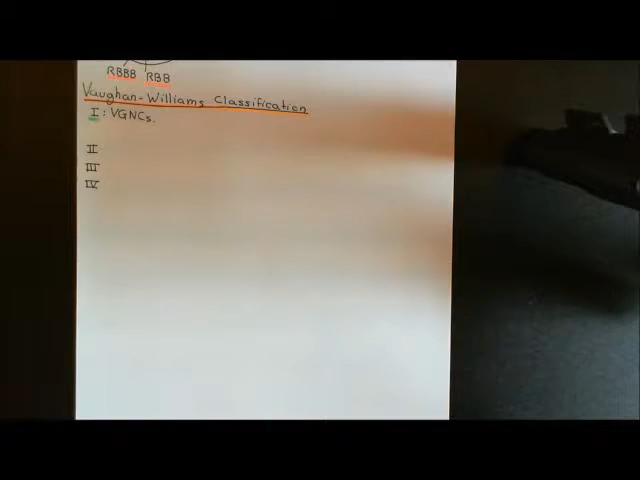 RBBB RBB
Vaughan-Williams Classification
I: VGNCs.
II
III
IV